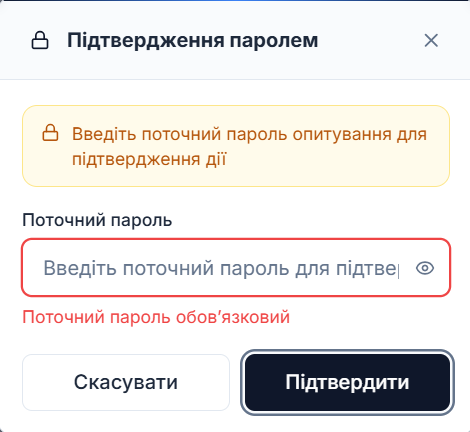 Підтвердження паролем
Введіть поточний пароль опитування для
підтвердження дії
Поточний пароль
Введіть поточний пароль для підтве
Поточний пароль обов’язковий
Скасувати
Підтвердити